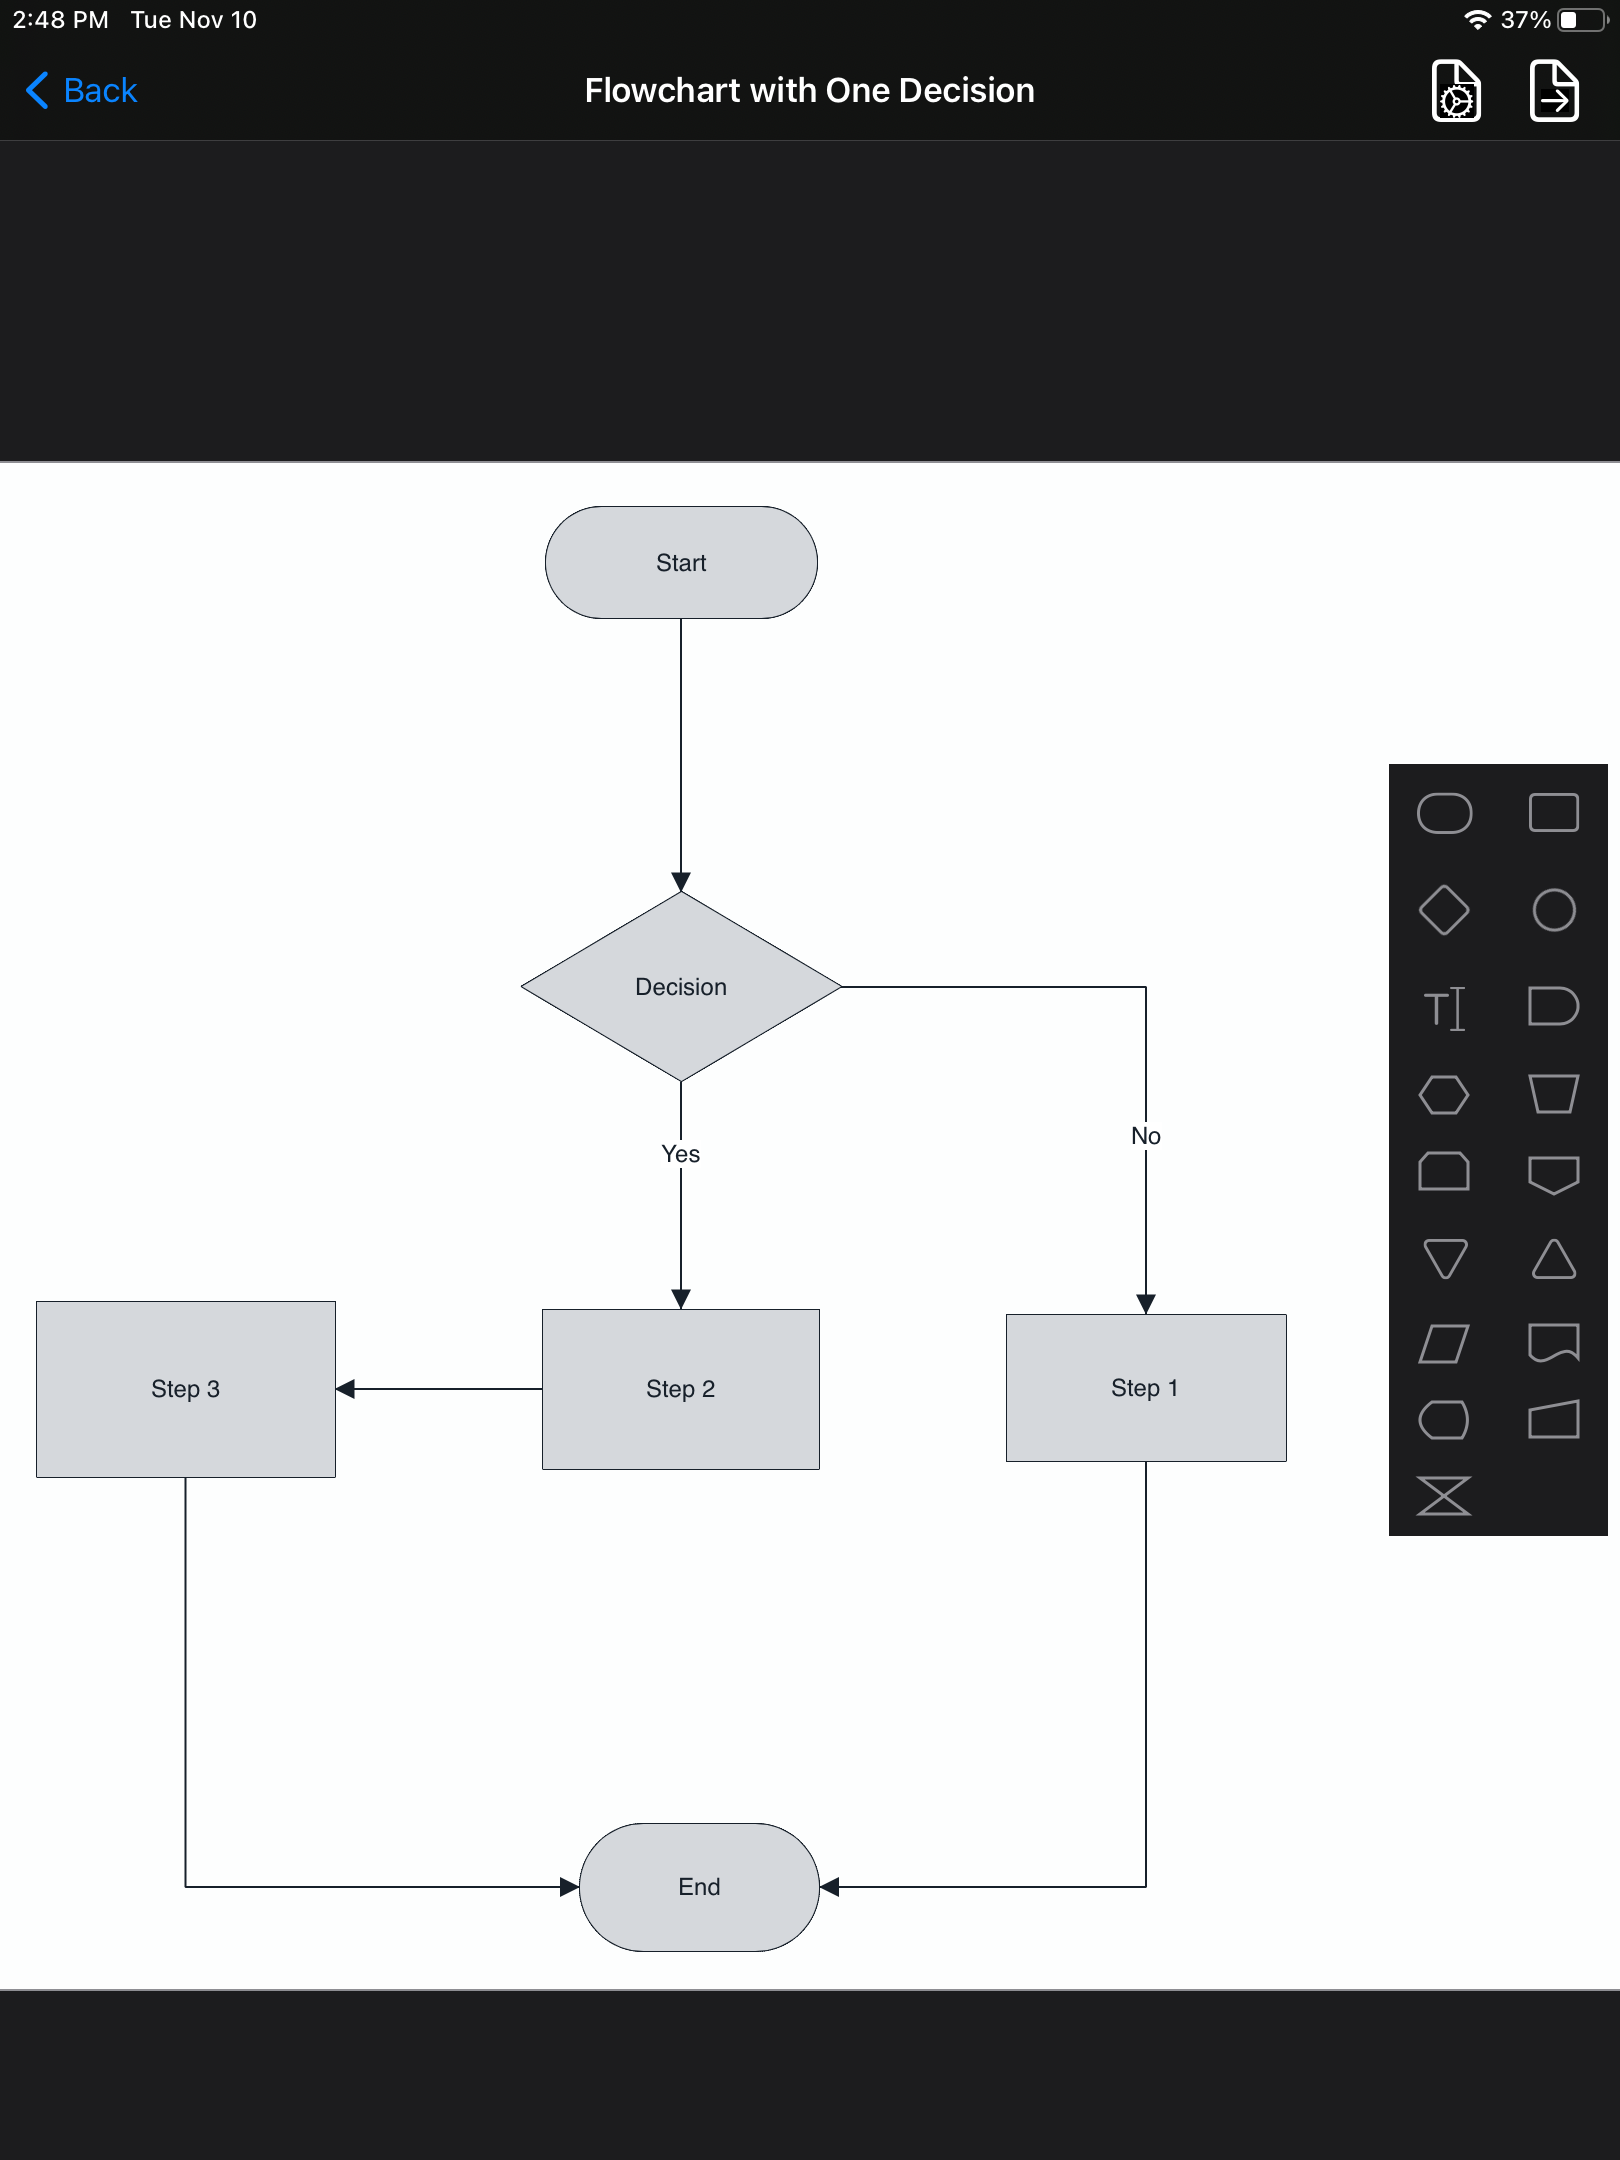 2:48 PM Tue Nov 10
37%
Back
Flowchart with One Decision
Start
Decision
Yes
No
Step 3
Step 2
Step 1
End